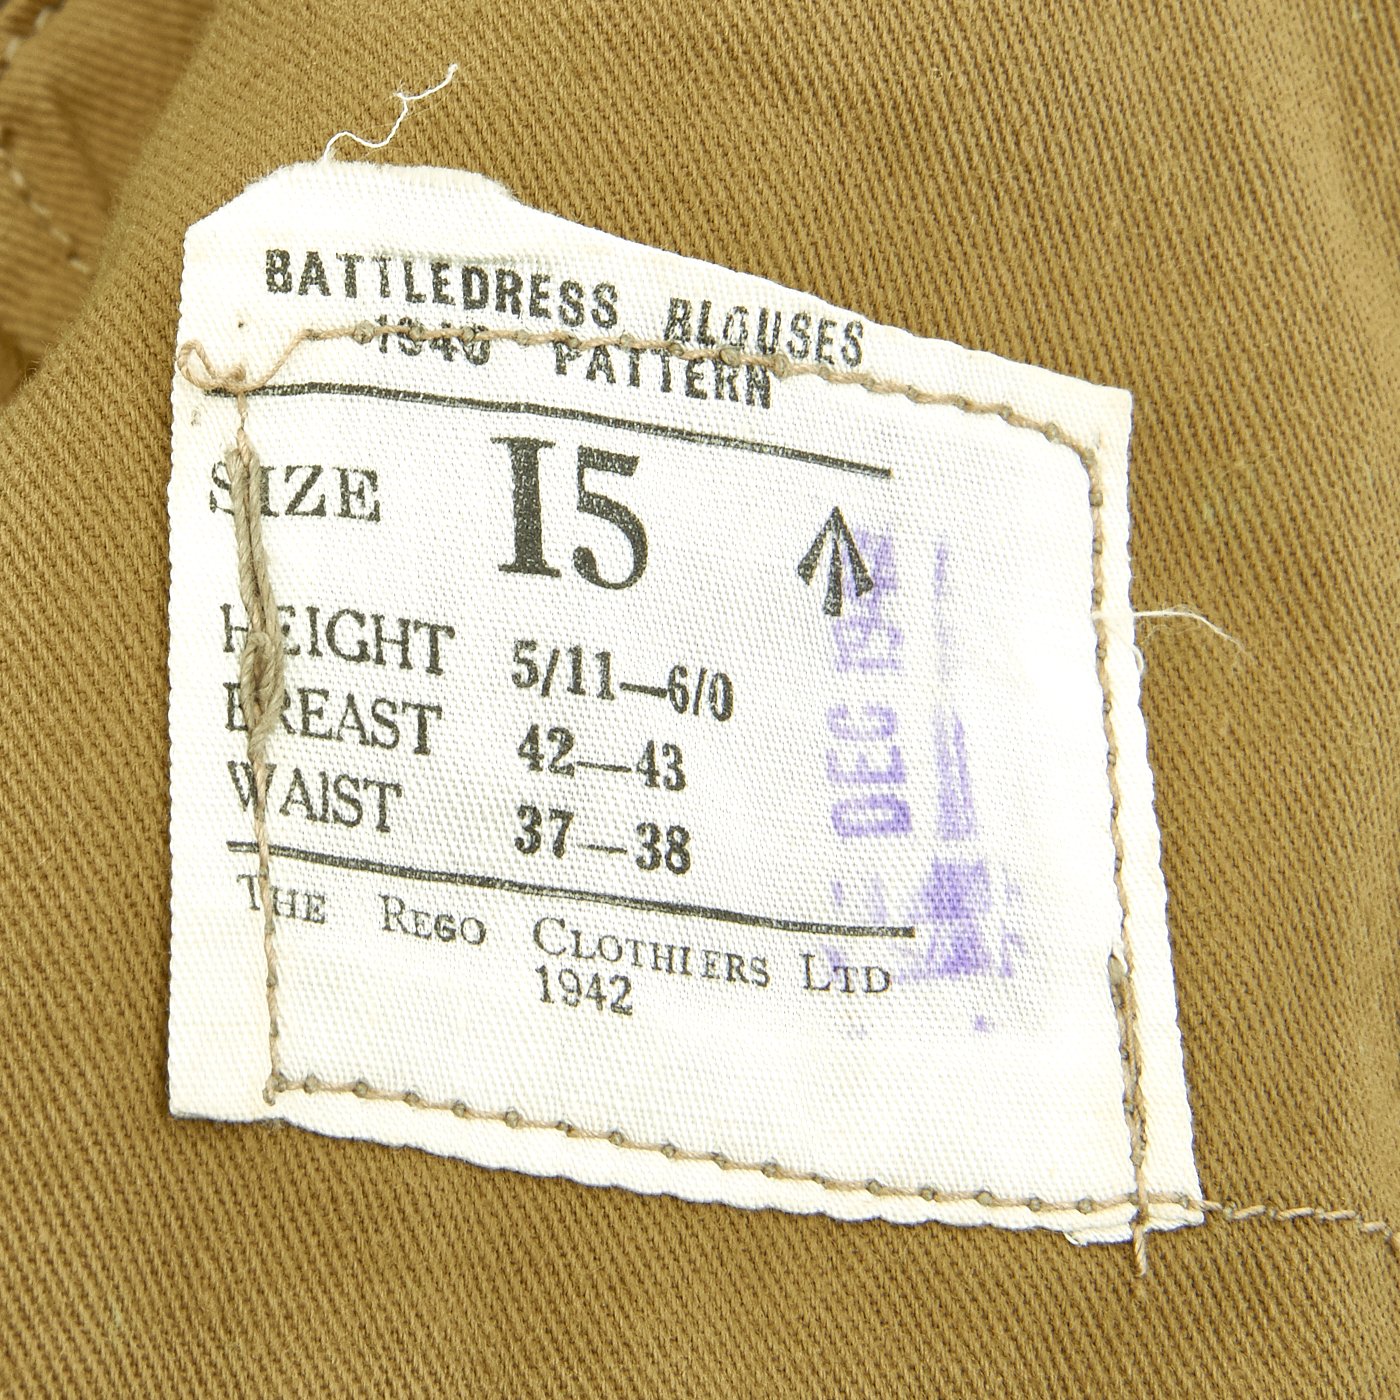 BATTLEDRESS BLOUSES
1940 PATTERN
SIZE 15
HEIGHT 5/11—6/0
BREAST 42—43
WAIST 37—38
THE REGO CLOTHIERS LTD
1942
DEC